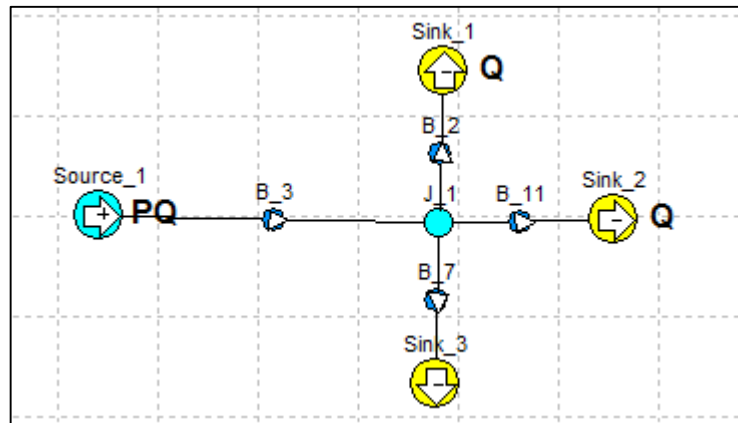 Sink_1
Q
B_2
Source_1
PQ
B_3
J_1
B_11
Sink_2
Q
B_7
Sink_3